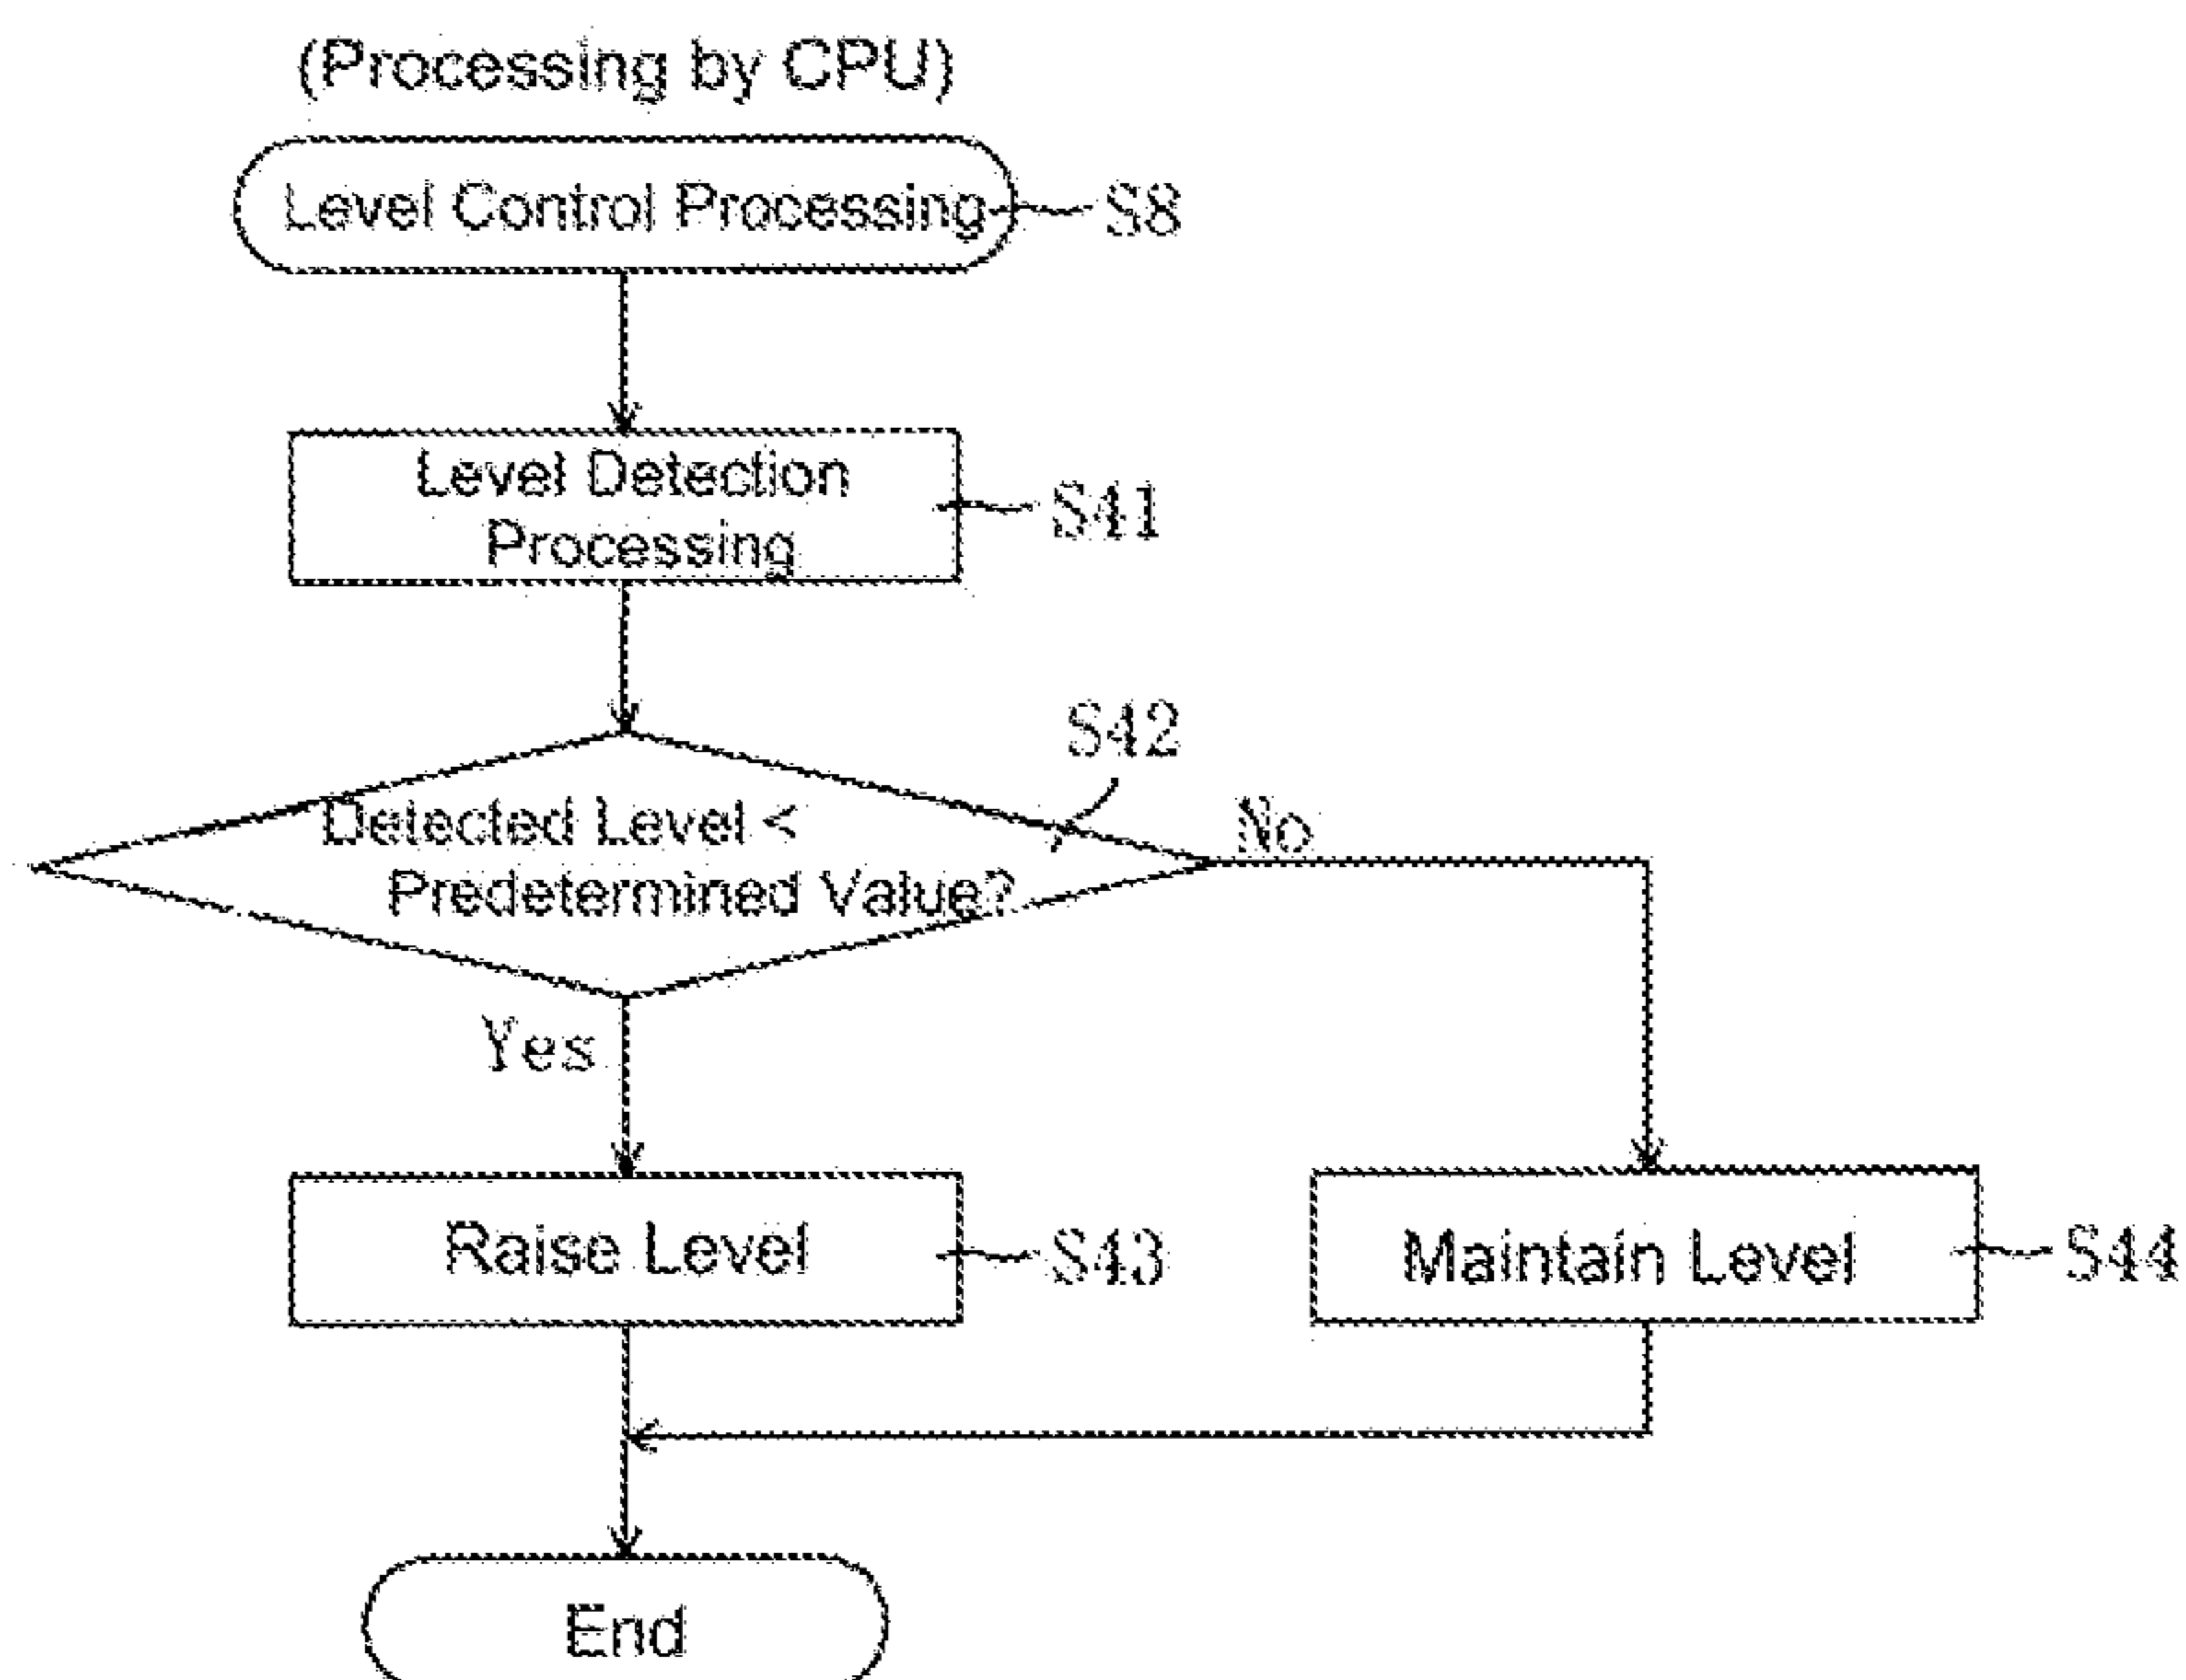 (Processing by CPU)
Level Control Processing
S8
Level Detection
Processing
S41
S42
Detected Level <
Predetermined Value?
No
Yes
Raise Level
S43
Maintain Level
S44
End